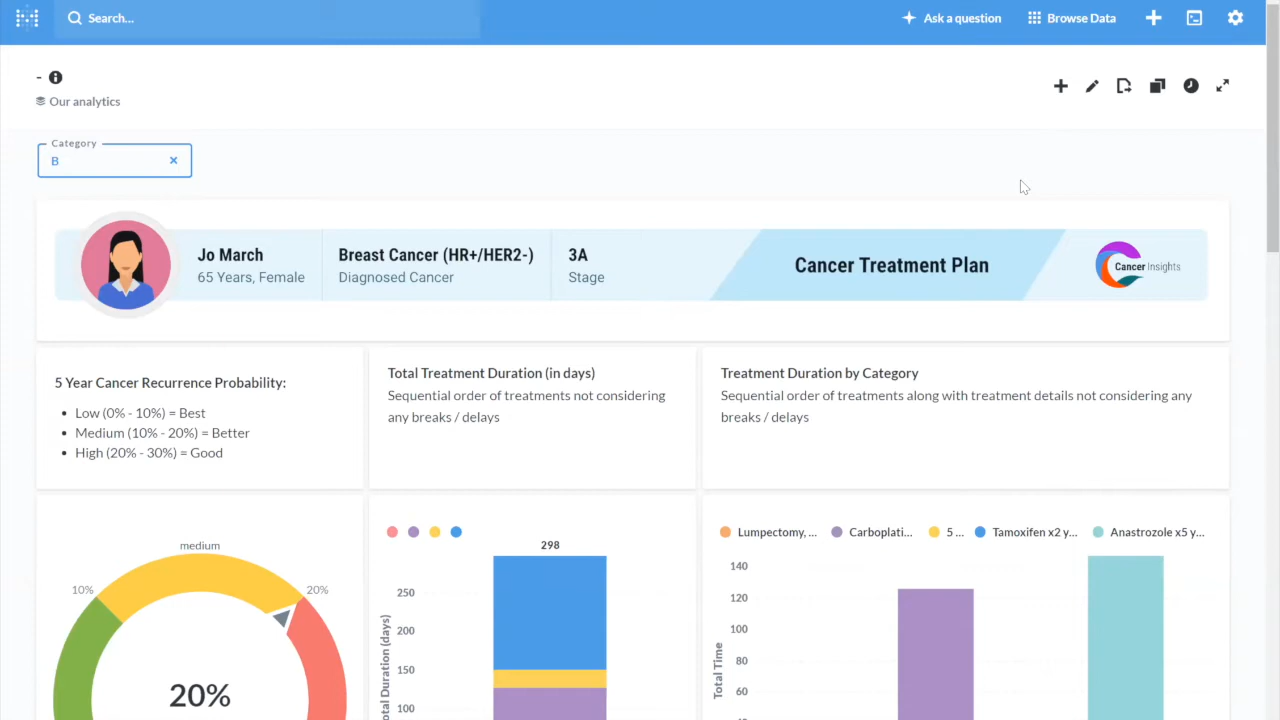 Search...
Ask a question
Browse Data
-
Our analytics
Category
B
Jo March
65 Years, Female
Breast Cancer (HR+/HER2-)
Diagnosed Cancer
3A
Stage
Cancer Treatment Plan
Cancer Insights
5 Year Cancer Recurrence Probability:
Low (0% - 10%) = Best
Medium (10% - 20%) = Better
High (20% - 30%) = Good
Total Treatment Duration (in days)
Sequential order of treatments not considering
any breaks / delays
Treatment Duration by Category
Sequential order of treatments along with treatment details not considering any
breaks / delays
medium
10%
20%
20%
298
250
200
150
100
Total Duration (days)
Lumpectomy, ...
Carboplati...
5 ...
Tamoxifen x2 y...
Anastrozole x5 y...
140
120
100
80
60
Total Time